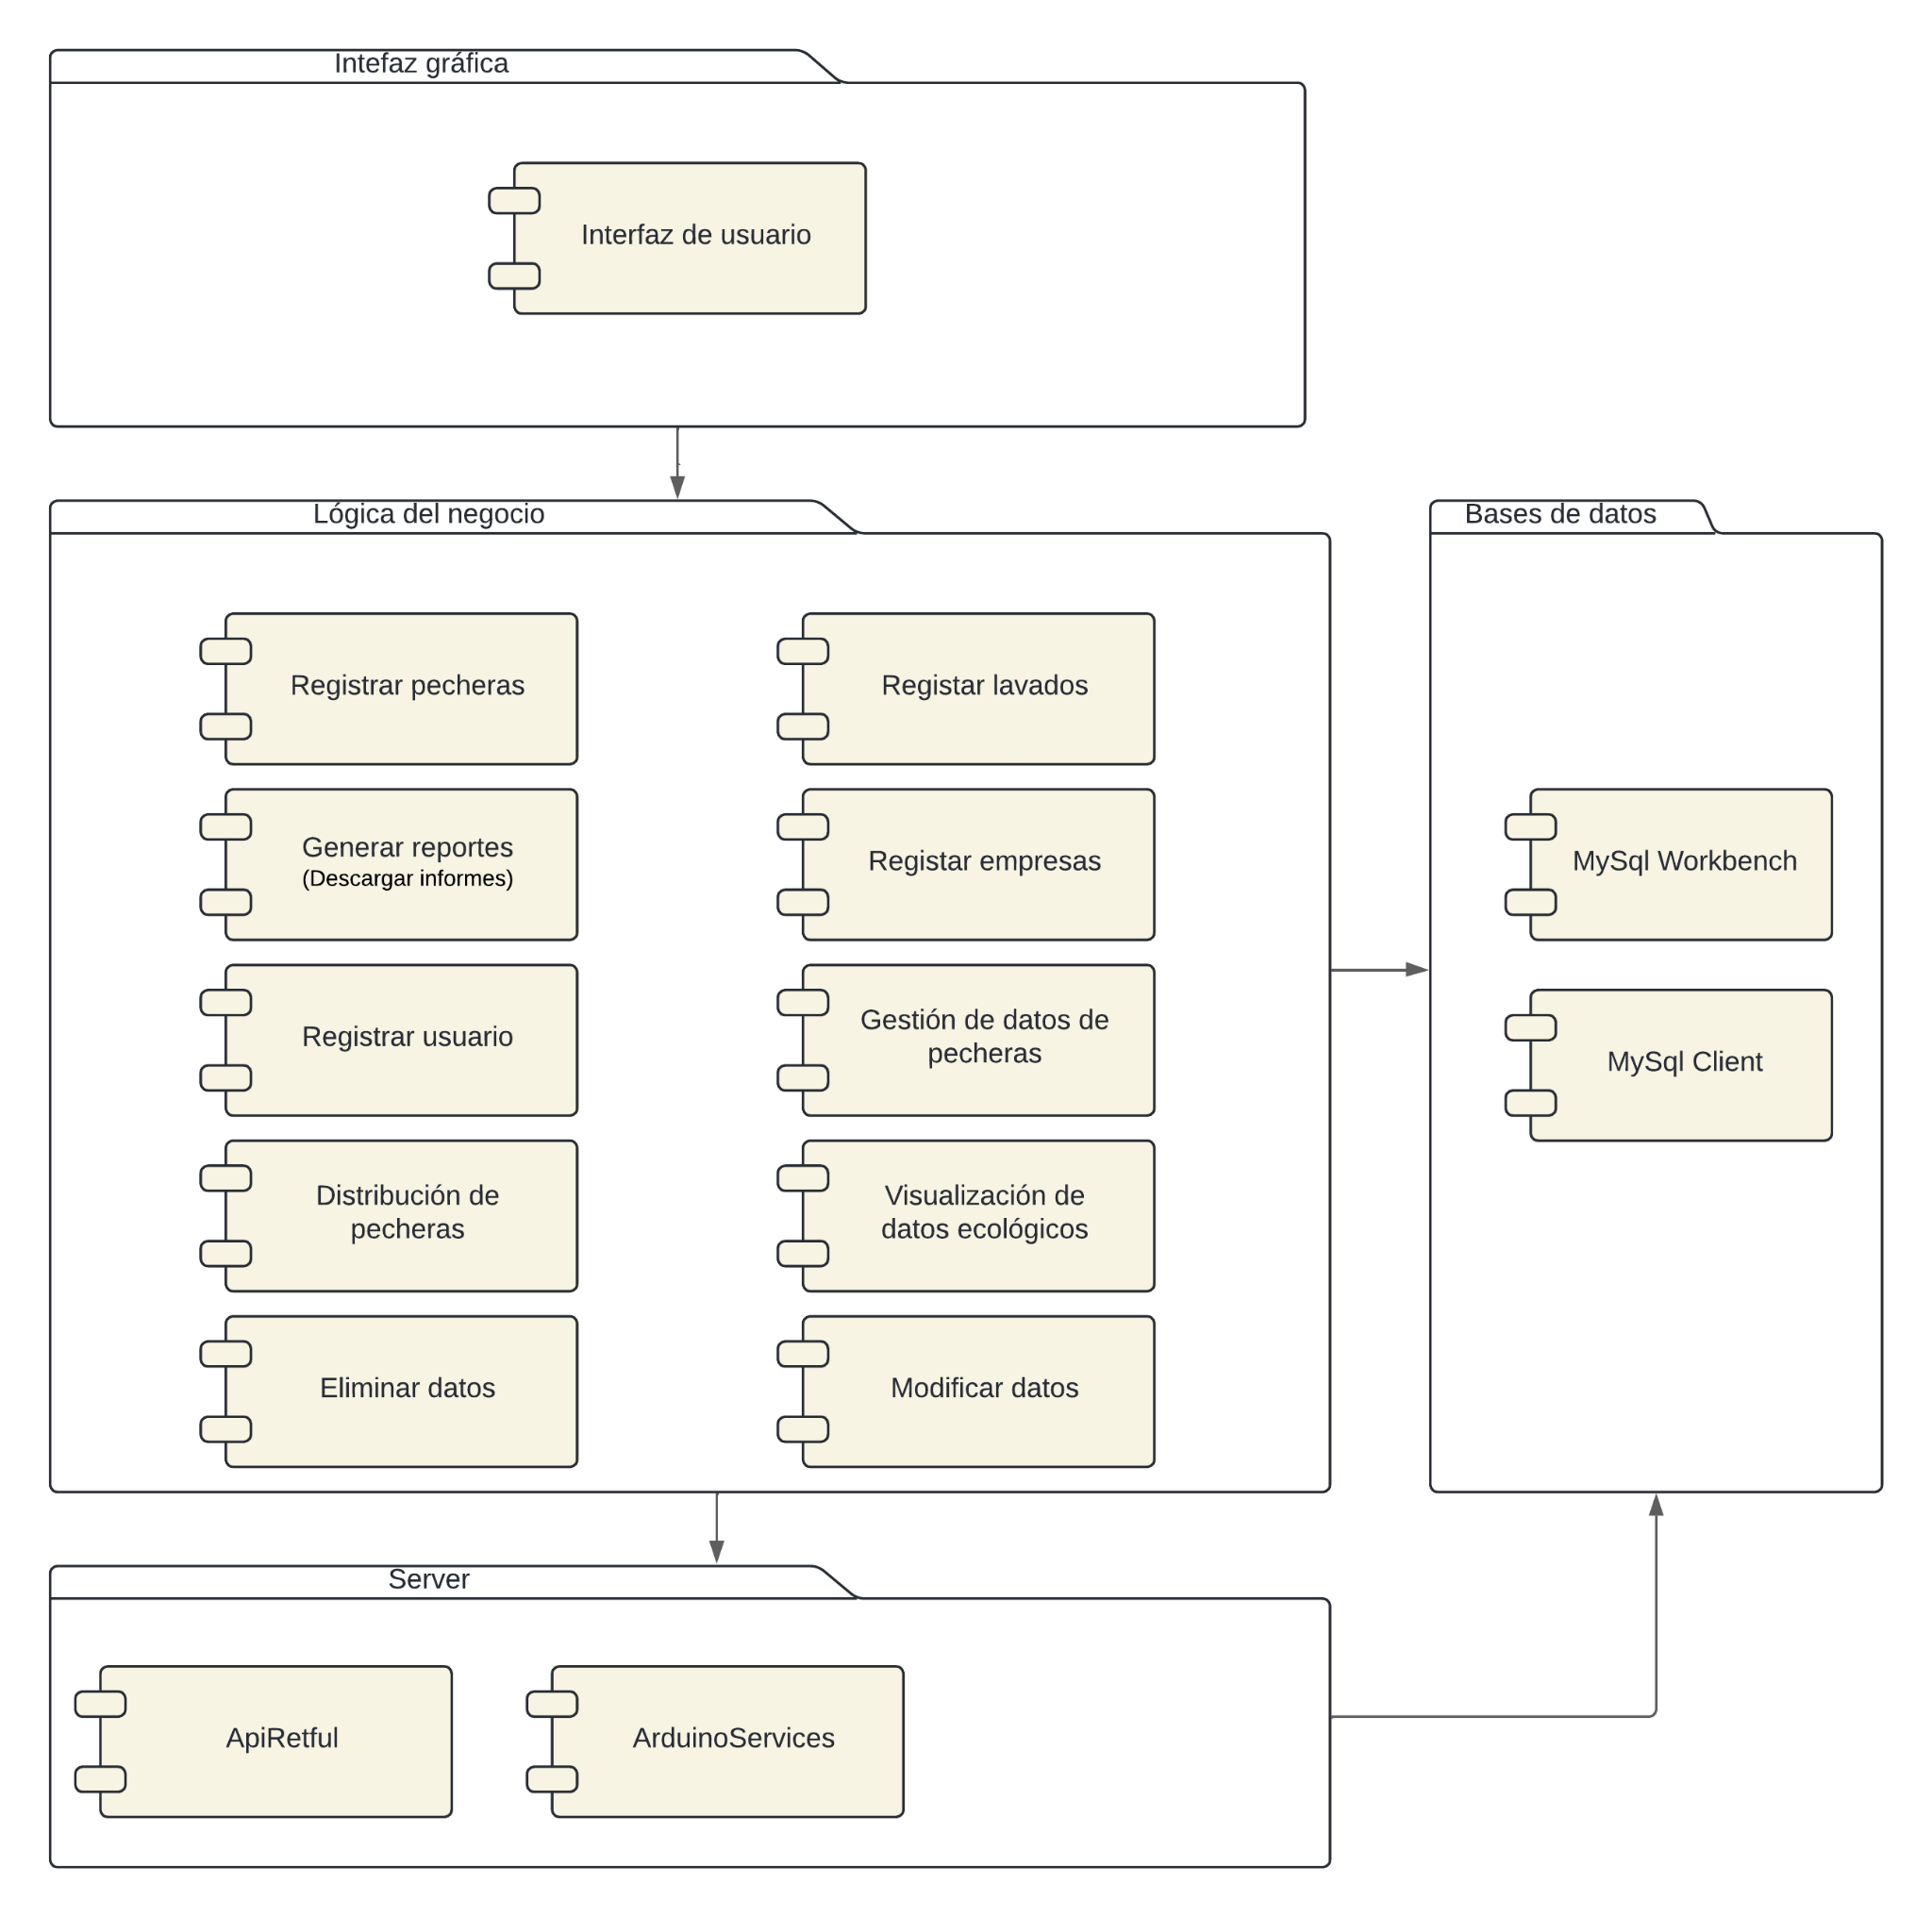 Intefaz gráfica
Interfaz de usuario
Lógica del negocio
Registrar pecheras
Registar lavados
Generar reportes
(Descargar informes)
Registar empresas
Registrar usuario
Gestión de datos de
pecheras
Distribución de
pecheras
Visualización de
datos ecológicos
Eliminar datos
Modificar datos
Bases de datos
MySql Workbench
MySql Client
Server
ApiRetful
ArduinoServices